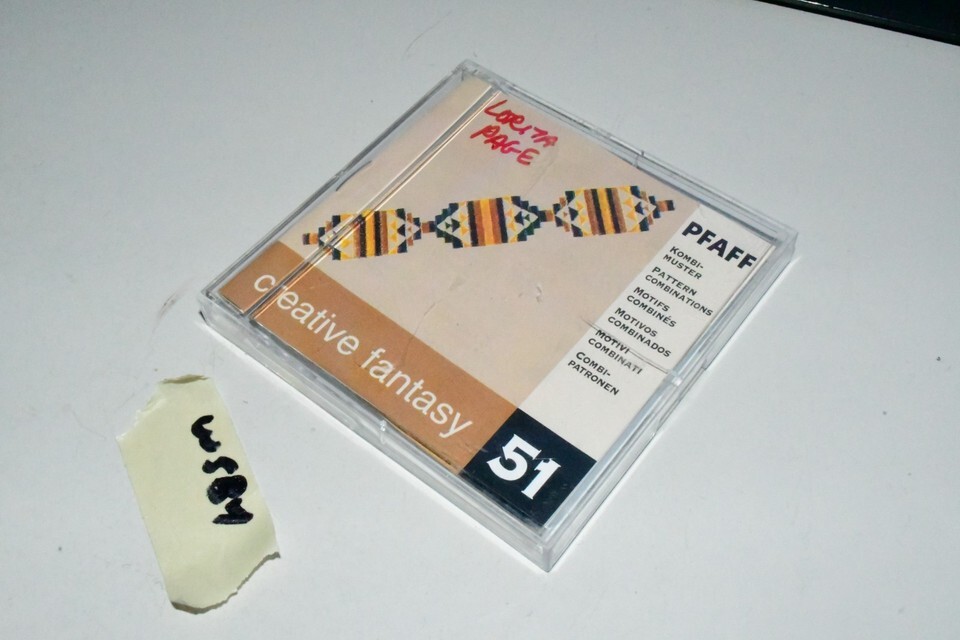 LORITA
PAGE
PFAFF
KOMBI-
MUSTER
PATTERN
COMBINATIONS
MOTIFS
COMBINÉS
MOTIVOS
COMBINADOS
MOTIVI
COMBINATI
COMBI-
PATRONEN
creative fantasy
51